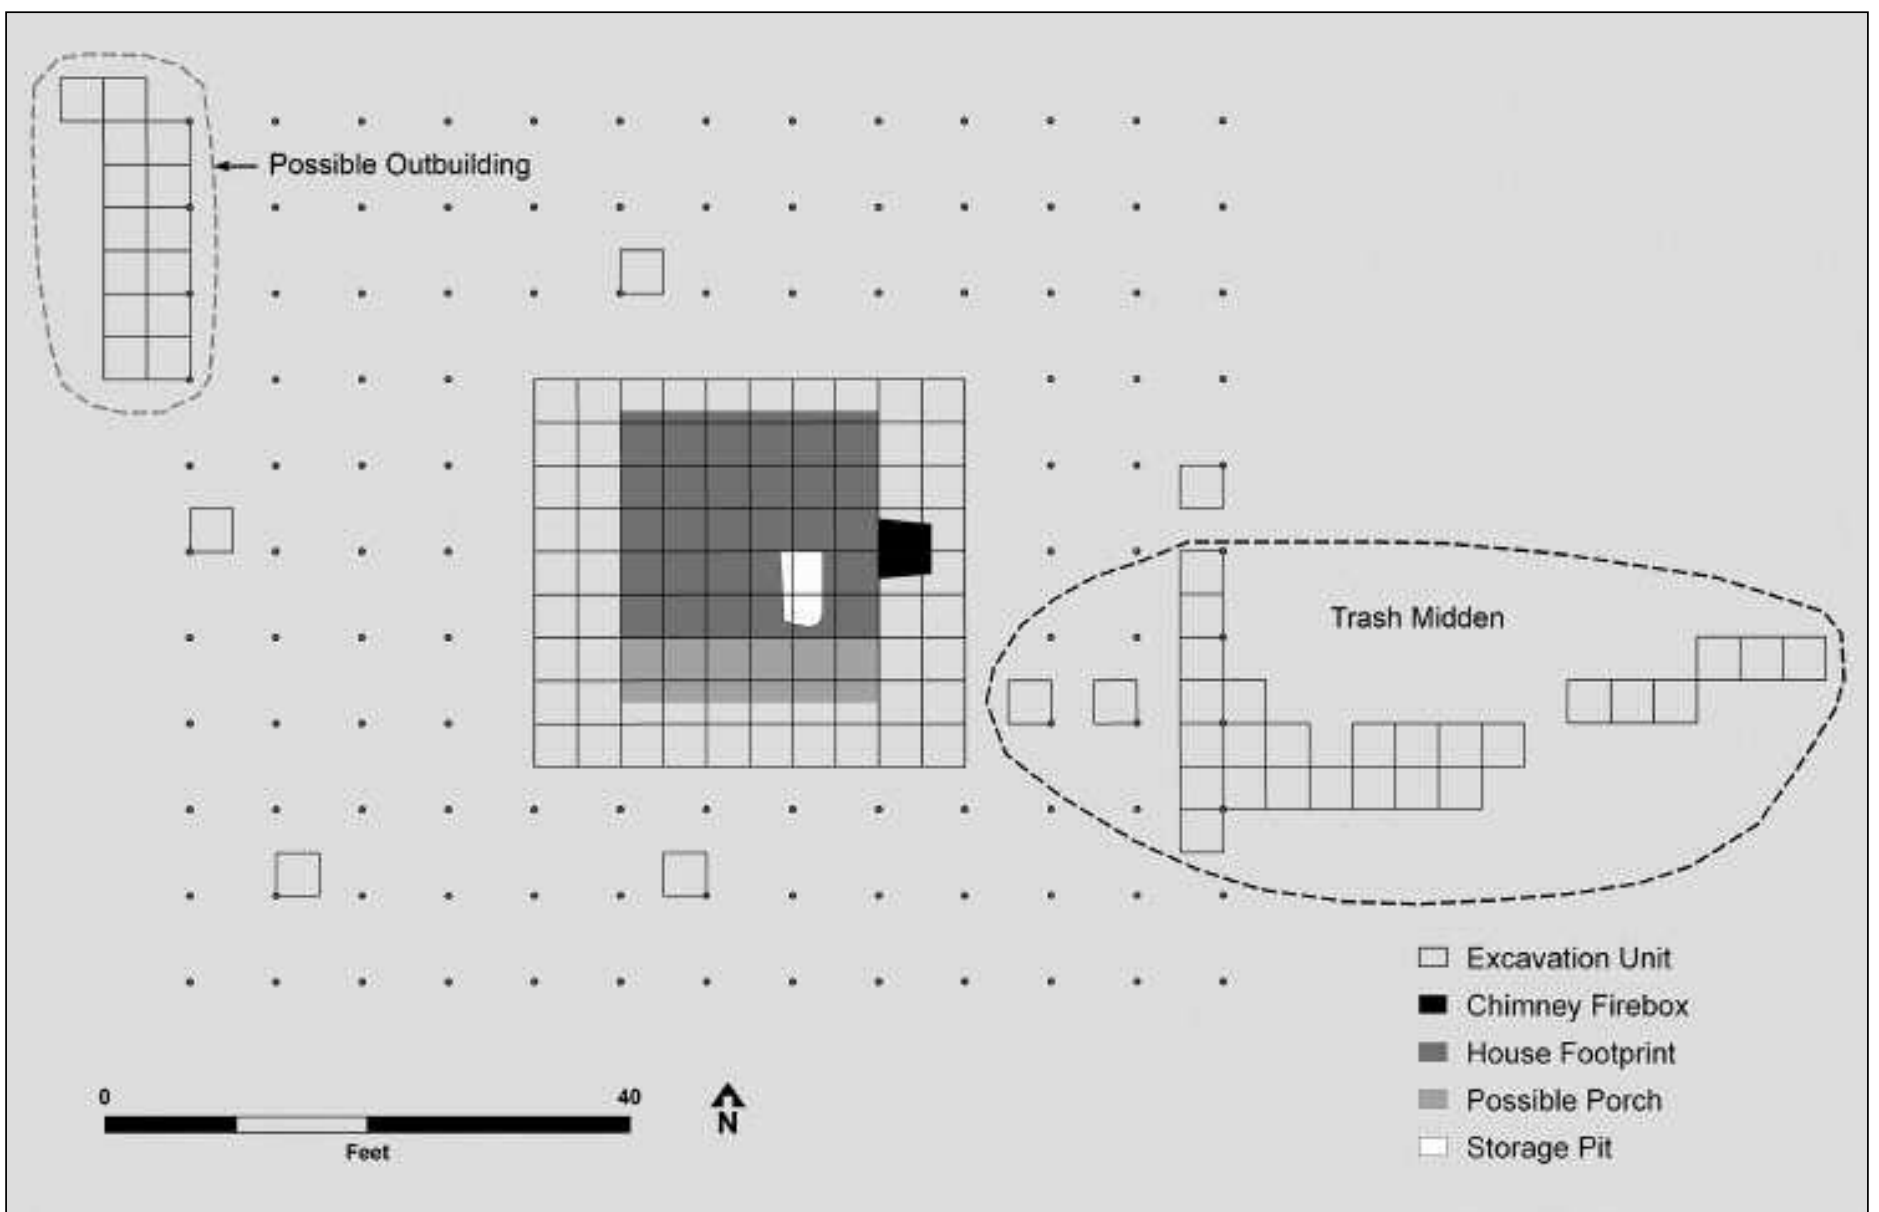 Possible Outbuilding
Trash Midden
Excavation Unit
Chimney Firebox
House Footprint
Possible Porch
Storage Pit
0 40
Feet
N